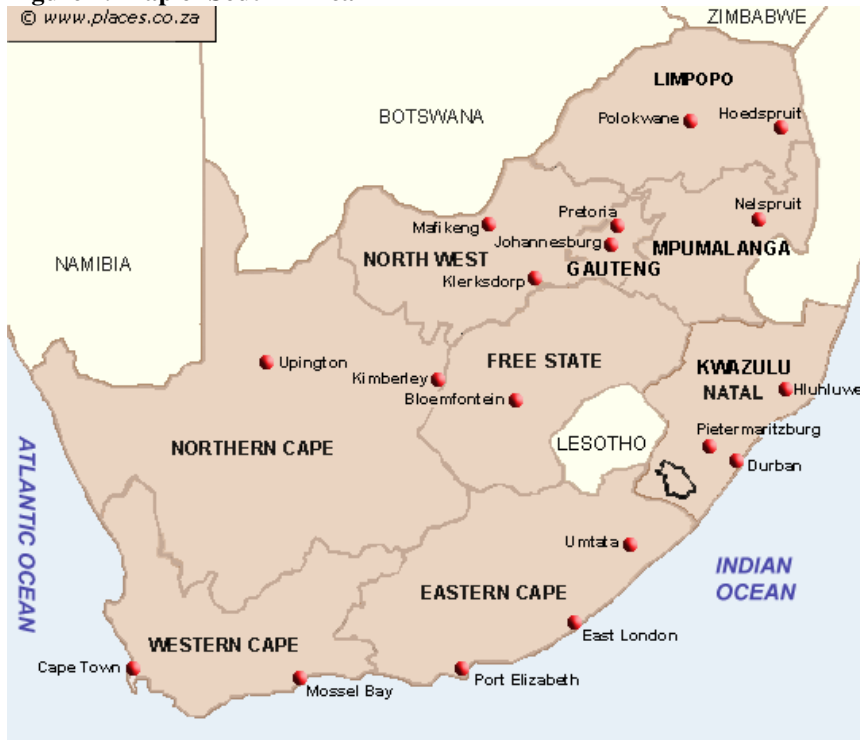 © www.places.co.za
ZIMBABWE
LIMPOPO
BOTSWANA
Polokwane
Hoedspruit
Nelspruit
Pretoria
Mafikeng
Johannesburg
MPUMALANGA
NORTH WEST
NAMIBIA
GAUTENG
Klerksdorp
Upington
FREE STATE
KWAZULU
NATAL
Kimberley
Hluhluwe
Bloemfontein
Pietermaritzburg
NORTHERN CAPE
LESOTHO
Durban
ATLANTIC OCEAN
Umtata
INDIAN
OCEAN
EASTERN CAPE
East London
WESTERN CAPE
Cape Town
Port Elizabeth
Mossel Bay